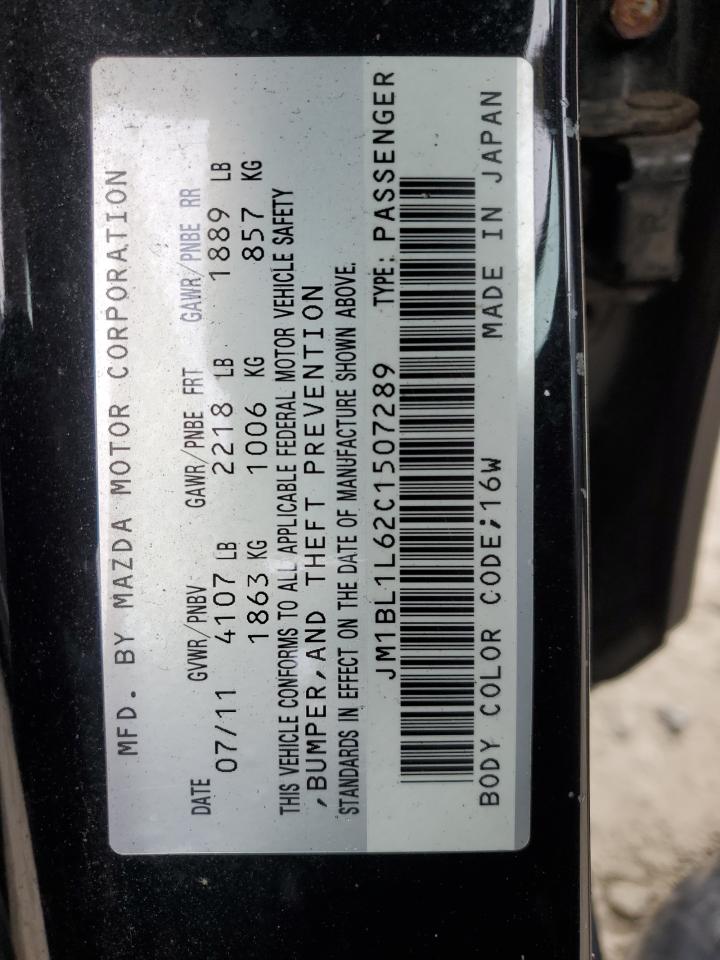 MFD. BY MAZDA MOTOR CORPORATION
DATE GVWR/PNBV GAWR/PNBE FRT GAWR/PNBE RR
07/11 4107 LB 2218 LB 1889 LB
1863 KG 1006 KG 857 KG
THIS VEHICLE CONFORMS TO ALL APPLICABLE FEDERAL MOTOR VEHICLE SAFETY
,BUMPER,AND THEFT PREVENTION
STANDARDS IN EFFECT ON THE DATE OF MANUFACTURE SHOWN ABOVE.
JM1BL1L62C1507289 TYPE: PASSENGER
BODY COLOR CODE;16W MADE IN JAPAN